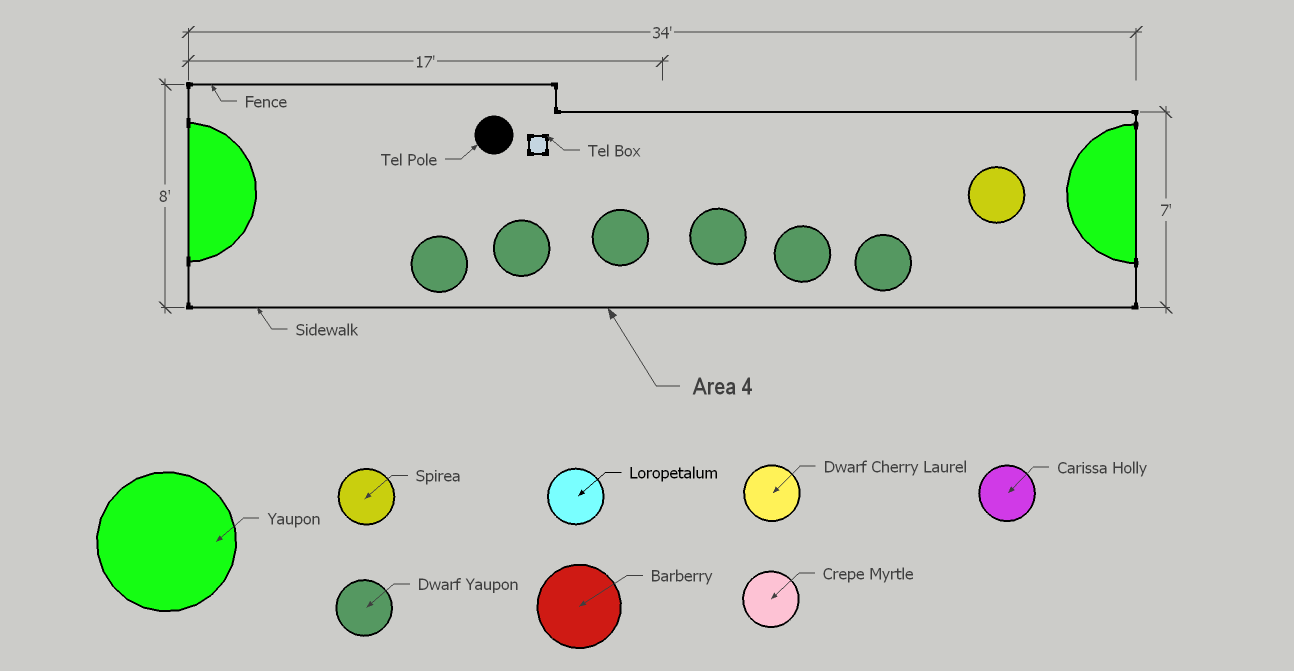 34'
17'
Fence
Tel Pole
Tel Box
8'
7'
Sidewalk
Area 4
Spirea
Loropetalum
Dwarf Cherry Laurel
Carissa Holly
Yaupon
Dwarf Yaupon
Barberry
Crepe Myrtle